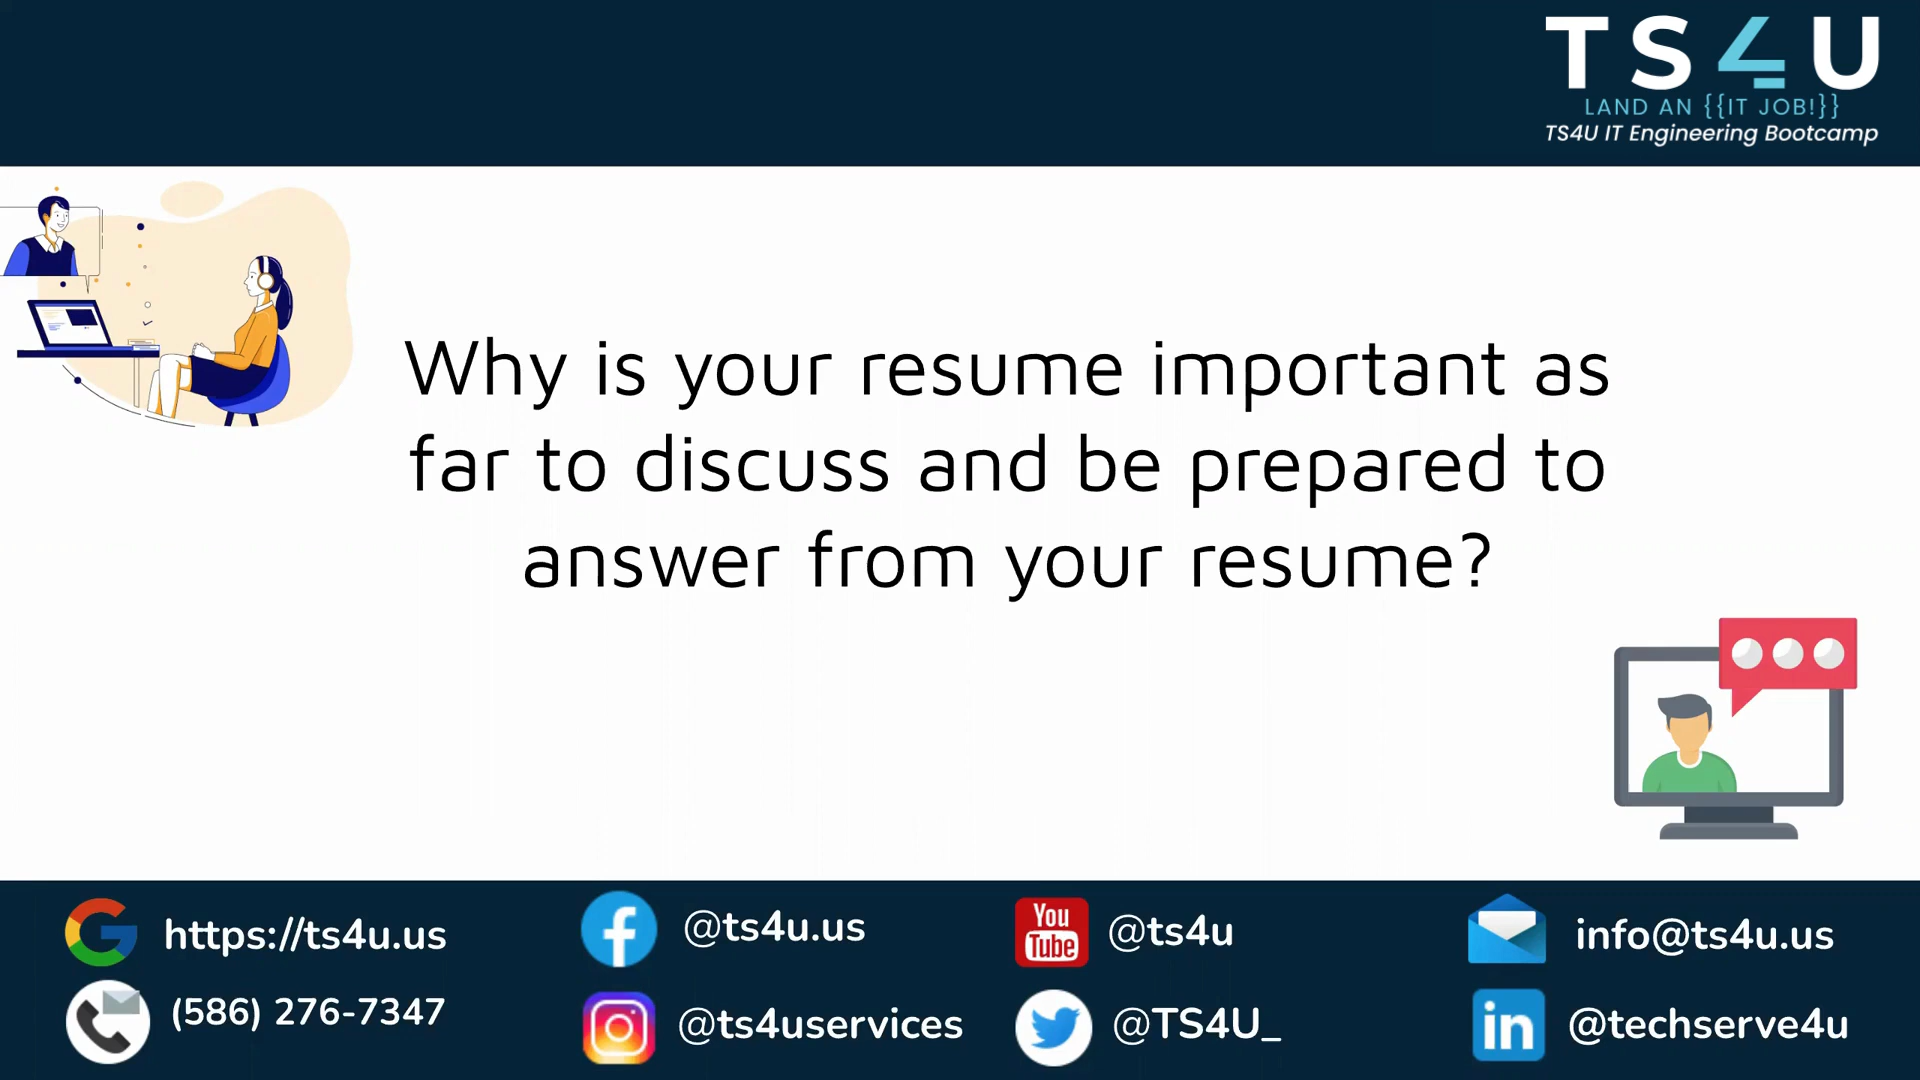 TS4U
LAND AN {{IT JOB!}}
TS4U IT Engineering Bootcamp
Why is your resume important as
far to discuss and be prepared to
answer from your resume?
https://ts4u.us
@ts4u.us
You
Tube
@ts4u
info@ts4u.us
(586) 276-7347
@ts4uservices
@TS4U_
in
@techserve4u